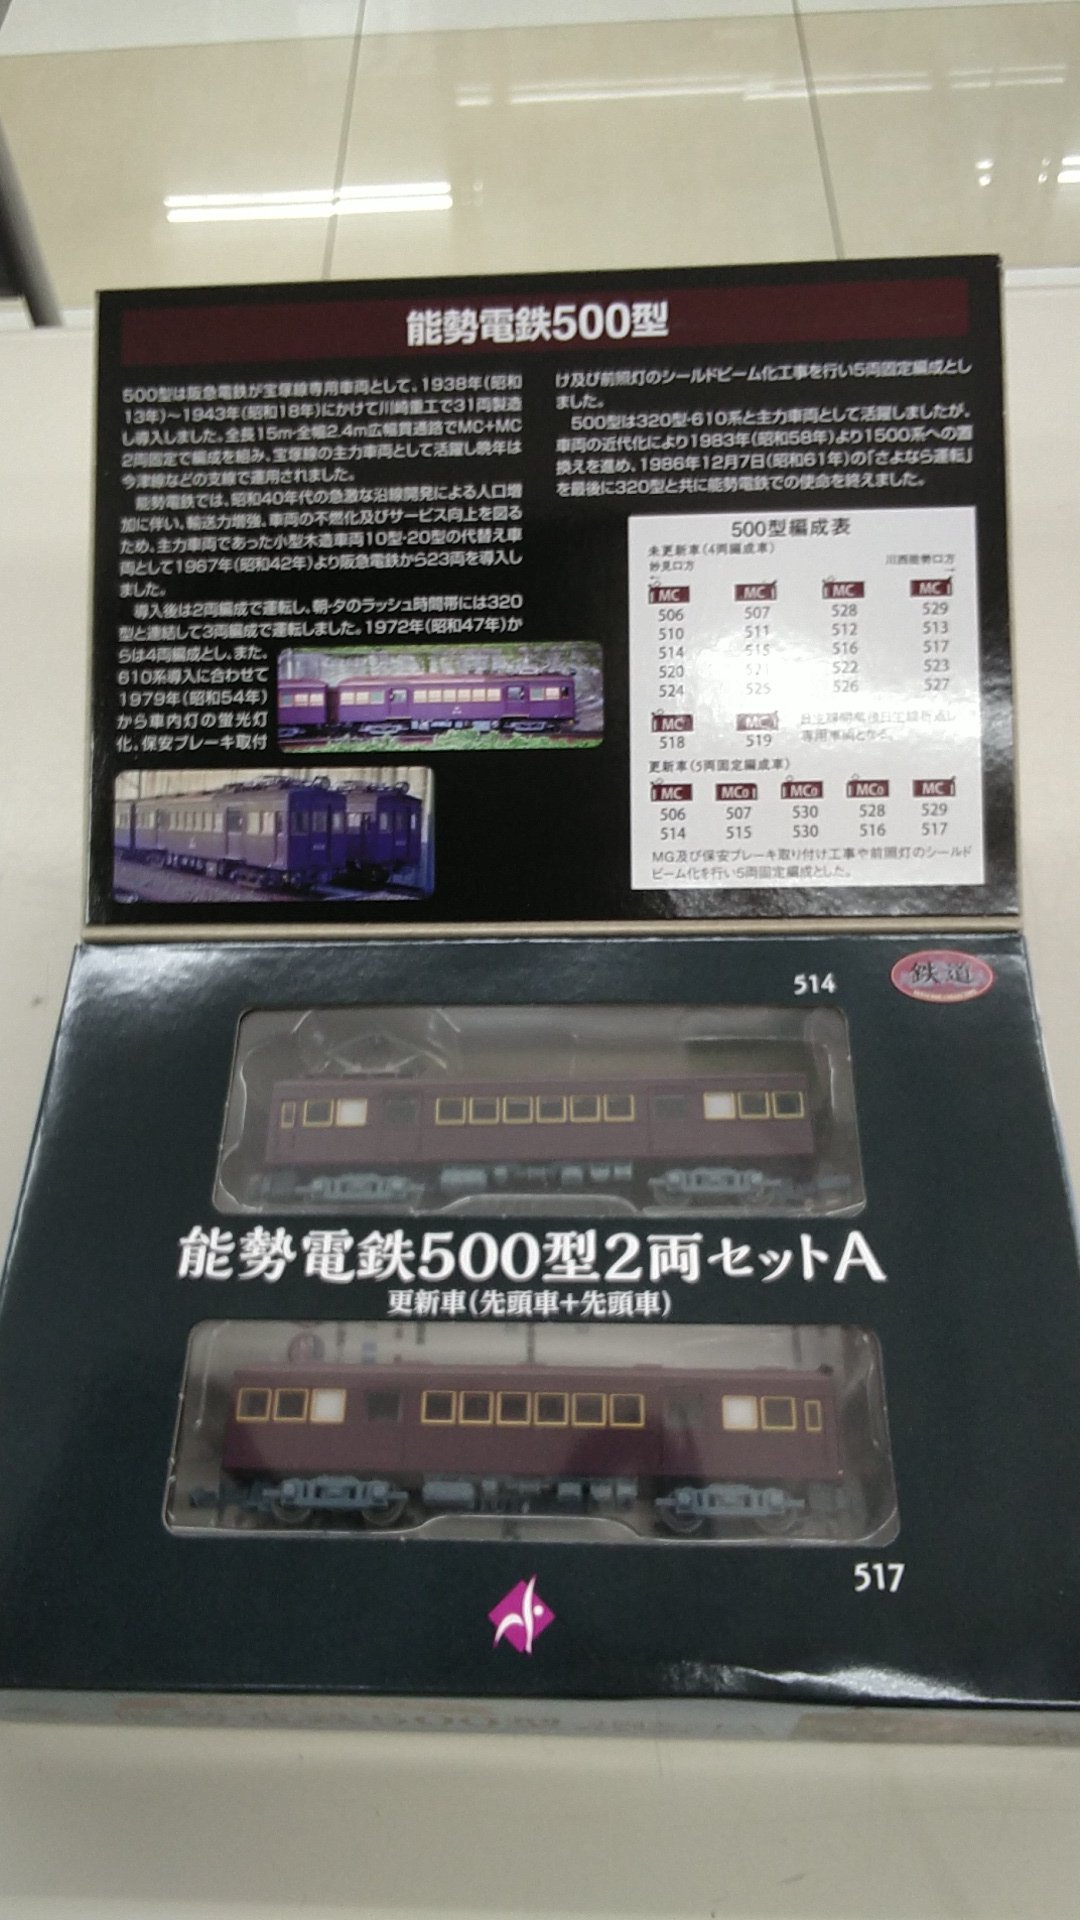 能勢電鉄500型
500型は阪急電鉄が宝塚線専用車両として、1938年(昭和
13年)〜1943年(昭和18年)にかけて川崎重工で31両製造
し導入しました。全長15m・全幅2.4m広幅貫通路でMC+MC
2両固定で編成を組み、宝塚線の主力車両として活躍し晩年は
今津線などの支線で運用されました。
能勢電鉄では、昭和40年代の急激な沿線開発による人口増
加に伴い、輸送力増強、車両の不燃化及びサービス向上を図る
ため、主力車両であった小型木造車両10型・20型の代替え車
両として1967年(昭和42年)より阪急電鉄から23両を導入し
ました。
導入後は2両編成で運転し、朝・夕のラッシュ時間帯には320
型と連結して3両編成で運転しました。1972年(昭和47年)か
らは4両編成とし、また、
610系導入に合わせて
1979年(昭和54年)
から車内灯の蛍光灯
化、保安ブレーキ取付
け及び前照灯のシールドビーム化工事を行い5両固定編成とし
ました。
500型は320型・610系と主力車両として活躍しましたが、
車両の近代化により1983年(昭和58年)より1500系への置
換えを進め、1986年12月7日(昭和61年)の「さよなら運転」
を最後に320型と共に能勢電鉄での使命を終えました。
500型編成表
未更新車(4両編成車)
妙見口方 川西能勢口方
MC MC MC MC
506 507 528 529
510 511 512 513
514 515 516 517
520 521 522 523
524 525 526 527
MC MC
518 519
専用車両となる。
更新車(5両固定編成車)
MC MCo MCo MCo MC
506 507 530 528 529
514 515 530 516 517
MG及び保安ブレーキ取り付け工事や前照灯のシールド
ビーム化を行い5両固定編成とした。
514
鉄道
能勢電鉄500型2両セットA
更新車(先頭車+先頭車)
517